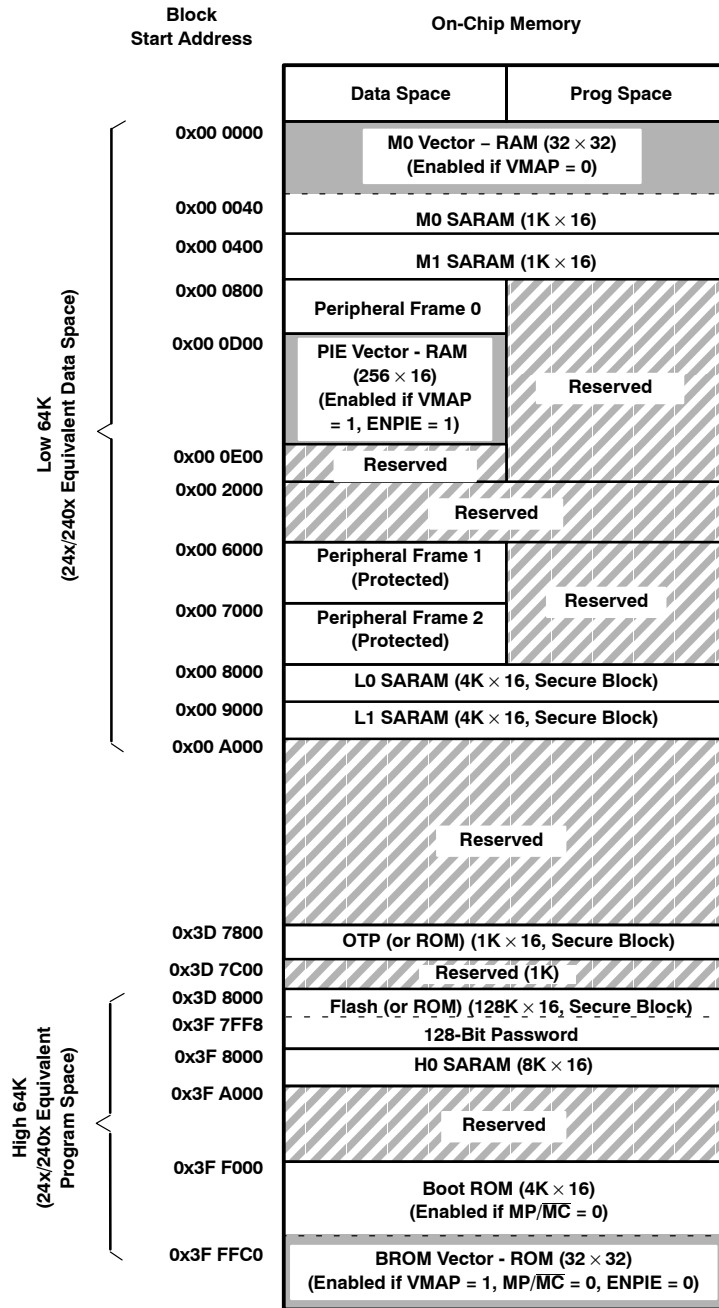 Block
Start Address
On-Chip Memory
Data Space
Prog Space
0x00 0000
M0 Vector – RAM (32 × 32)
(Enabled if VMAP = 0)
0x00 0040
M0 SARAM (1K × 16)
0x00 0400
M1 SARAM (1K × 16)
0x00 0800
Peripheral Frame 0
0x00 0D00
PIE Vector - RAM
(256 × 16)
(Enabled if VMAP
= 1, ENPIE = 1)
Reserved
0x00 0E00
Reserved
0x00 2000
Reserved
0x00 6000
Peripheral Frame 1
(Protected)
Reserved
0x00 7000
Peripheral Frame 2
(Protected)
0x00 8000
L0 SARAM (4K × 16, Secure Block)
0x00 9000
L1 SARAM (4K × 16, Secure Block)
0x00 A000
Low 64K
(24x/240x Equivalent Data Space)
Reserved
0x3D 7800
OTP (or ROM) (1K × 16, Secure Block)
0x3D 7C00
Reserved (1K)
0x3D 8000
Flash (or ROM) (128K × 16, Secure Block)
0x3F 7FF8
128-Bit Password
0x3F 8000
H0 SARAM (8K × 16)
0x3F A000
Reserved
0x3F F000
Boot ROM (4K × 16)
(Enabled if MP/M̅C̅ = 0)
0x3F FFC0
BROM Vector - ROM (32 × 32)
(Enabled if VMAP = 1, MP/M̅C̅ = 0, ENPIE = 0)
High 64K
(24x/240x Equivalent
Program Space)